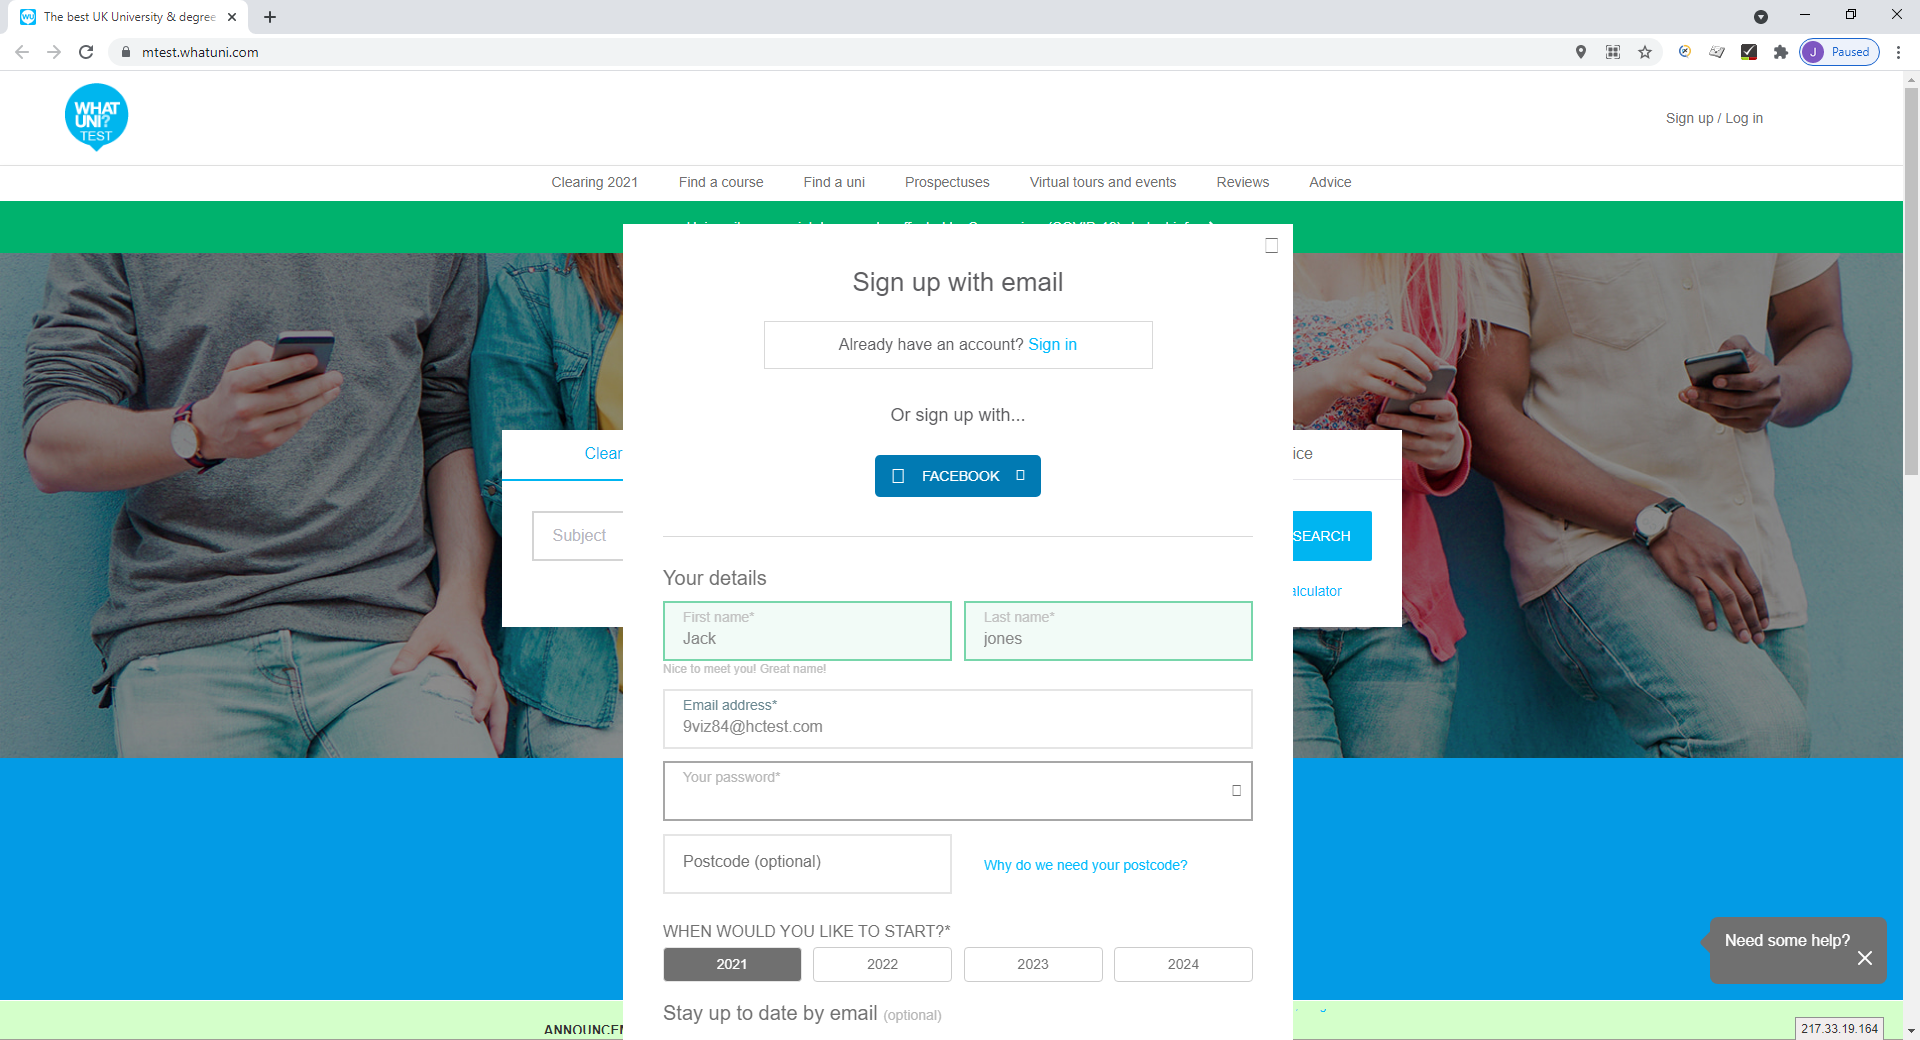 The best UK University & degree
mtest.whatuni.com
J Paused
WHAT
UNI?
TEST
Sign up / Log in
Clearing 2021 Find a course Find a uni Prospectuses Virtual tours and events Reviews Advice
Sign up with email
Already have an account? Sign in
Or sign up with...
FACEBOOK
Clear
ice
Subject
SEARCH
alculator
Your details
First name* Last name*
Jack jones
Nice to meet you! Great name!
Email address*
9viz84@hctest.com
Your password*
Postcode (optional) Why do we need your postcode?
WHEN WOULD YOU LIKE TO START?*
2021 2022 2023 2024
Need some help?
Stay up to date by email (optional)
ANNOUNCEM
217.33.19.164